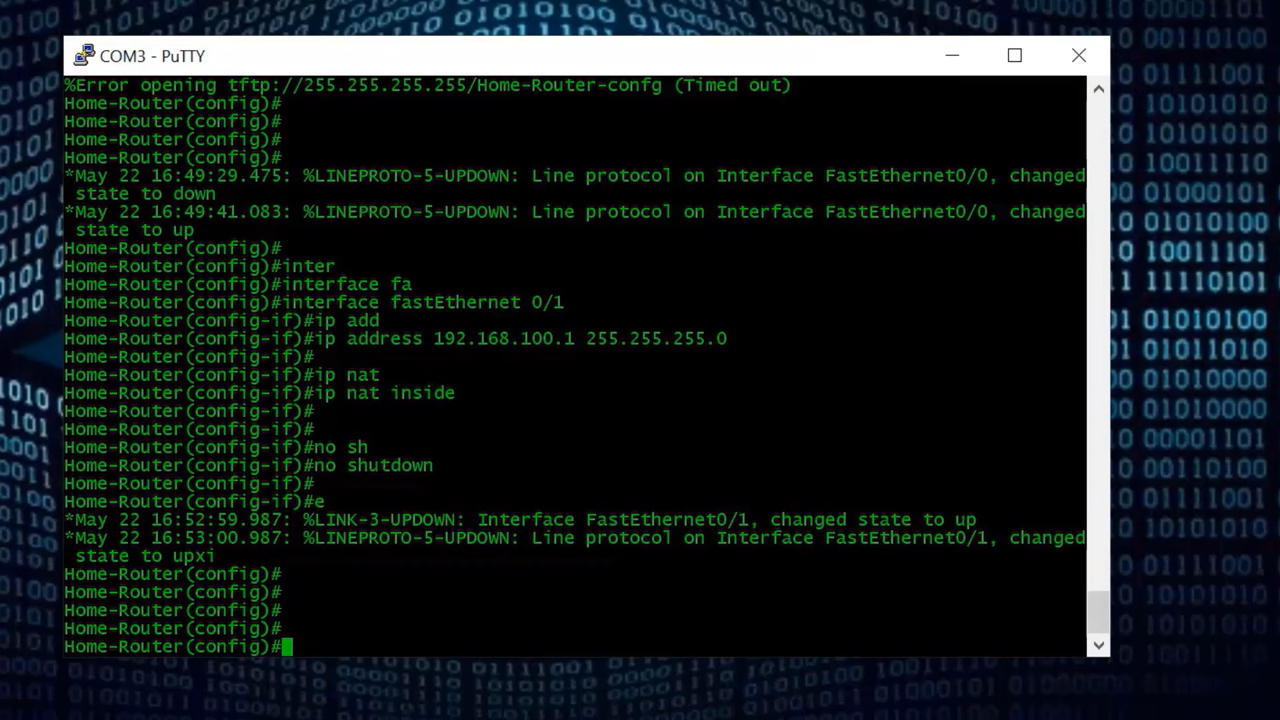 COM3 - PuTTY
%Error opening tftp://255.255.255.255/Home-Router-confg (Timed out)
Home-Router(config)#
Home-Router(config)#
Home-Router(config)#
Home-Router(config)#
*May 22 16:49:29.475: %LINEPROTO-5-UPDOWN: Line protocol on Interface FastEthernet0/0, changed
state to down
*May 22 16:49:41.083: %LINEPROTO-5-UPDOWN: Line protocol on Interface FastEthernet0/0, changed
state to up
Home-Router(config)#
Home-Router(config)#inter
Home-Router(config)#interface fa
Home-Router(config)#interface fastEthernet 0/1
Home-Router(config-if)#ip add
Home-Router(config-if)#ip address 192.168.100.1 255.255.255.0
Home-Router(config-if)#
Home-Router(config-if)#ip nat
Home-Router(config-if)#ip nat inside
Home-Router(config-if)#
Home-Router(config-if)#
Home-Router(config-if)#no sh
Home-Router(config-if)#no shutdown
Home-Router(config-if)#
Home-Router(config-if)#e
*May 22 16:52:59.987: %LINK-3-UPDOWN: Interface FastEthernet0/1, changed state to up
*May 22 16:53:00.987: %LINEPROTO-5-UPDOWN: Line protocol on Interface FastEthernet0/1, changed
state to upxi
Home-Router(config)#
Home-Router(config)#
Home-Router(config)#
Home-Router(config)#
Home-Router(config)#